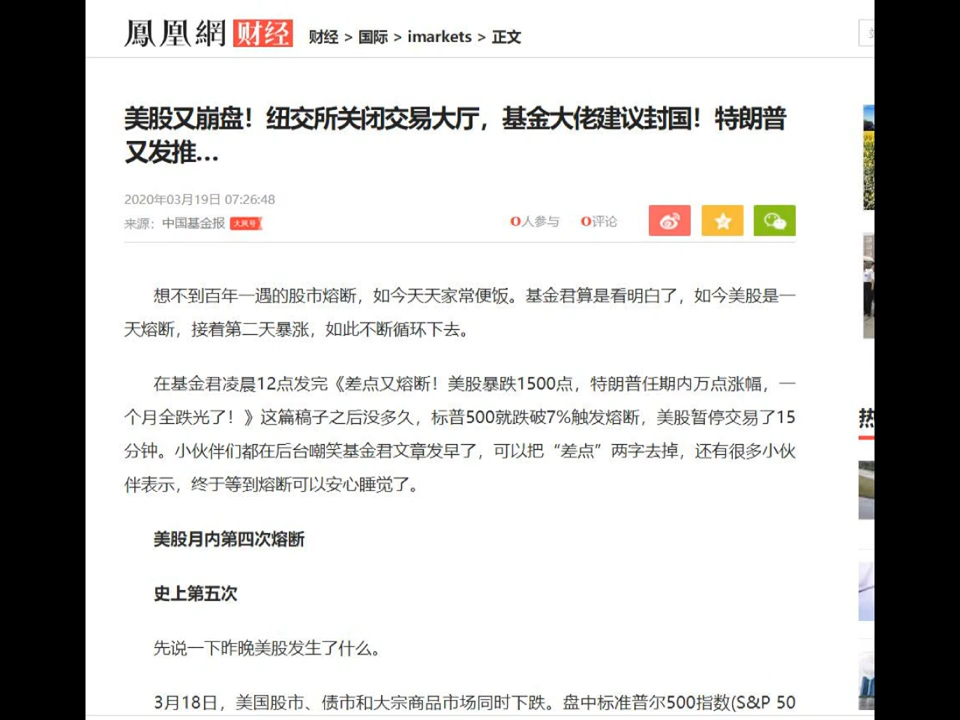 鳳凰網财经 财经 > 国际 > imarkets > 正文
美股又崩盘！纽交所关闭交易大厅，基金大佬建议封国！特朗普
又发推…
2020年03月19日 07:26:48
来源：中国基金报 大风号
0人参与 0评论
想不到百年一遇的股市熔断，如今天天家常便饭。基金君算是看明白了，如今美股是一
天熔断，接着第二天暴涨，如此不断循环下去。
在基金君凌晨12点发完《差点又熔断！美股暴跌1500点，特朗普任期内万点涨幅，一
个月全跌光了！》这篇稿子之后没多久，标普500就跌破7%触发熔断，美股暂停交易了15
分钟。小伙伴们都在后台嘲笑基金君文章发早了，可以把“差点”两字去掉，还有很多小伙
伴表示，终于等到熔断可以安心睡觉了。
美股月内第四次熔断
史上第五次
先说一下昨晚美股发生了什么。
3月18日，美国股市、债市和大宗商品市场同时下跌。盘中标准普尔500指数(S&P 50
热